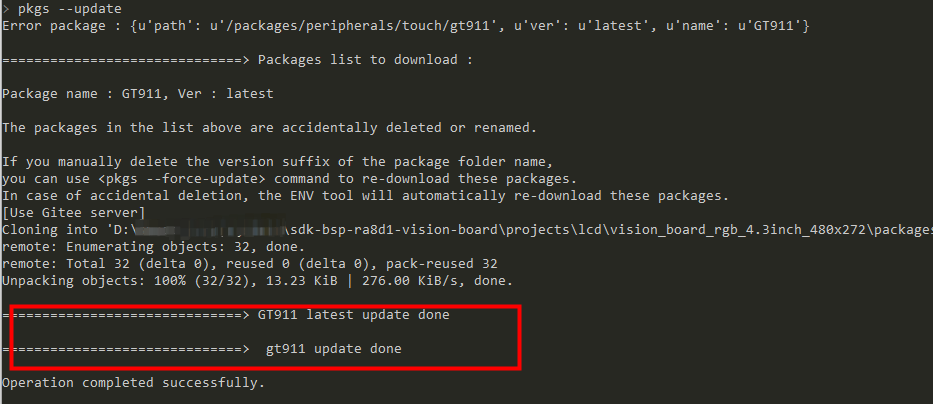 > pkgs --update
Error package : {u'path': u'/packages/peripherals/touch/gt911', u'ver': u'latest', u'name': u'GT911'}
==============================> Packages list to download :
Package name : GT911, Ver : latest
The packages in the list above are accidentally deleted or renamed.
If you manually delete the version suffix of the package folder name,
you can use <pkgs --force-update> command to re-download these packages.
In case of accidental deletion, the ENV tool will automatically re-download these packages.
[Use Gitee server]
Cloning into 'D:\ \sdk-bsp-ra8d1-vision-board\projects\lcd\vision_board_rgb_4.3inch_480x272\packages
remote: Enumerating objects: 32, done.
remote: Total 32 (delta 0), reused 0 (delta 0), pack-reused 32
Unpacking objects: 100% (32/32), 13.23 KiB | 276.00 KiB/s, done.
==============================> GT911 latest update done
==============================>  gt911 update done
Operation completed successfully.